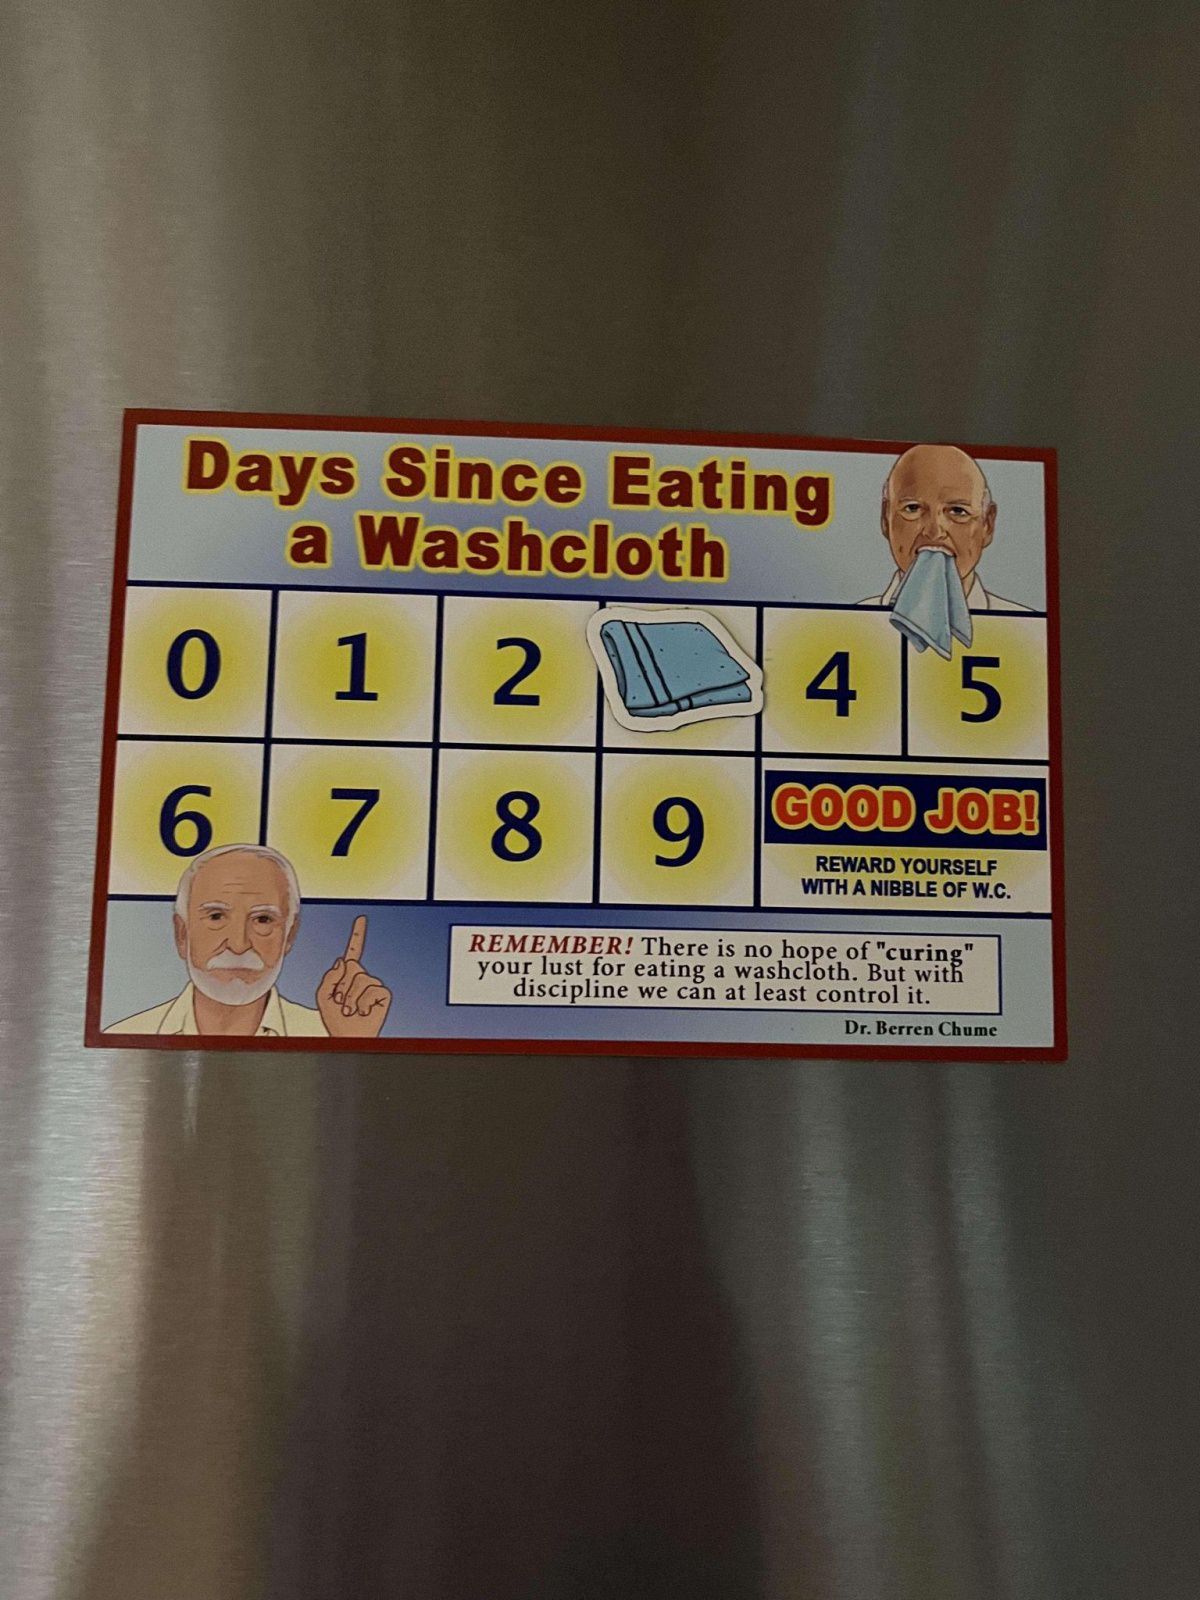 Days Since Eating
a Washcloth
0 1 2 4 5
6 7 8 9
GOOD JOB!
REWARD YOURSELF
WITH A NIBBLE OF W.C.
REMEMBER! There is no hope of "curing"
your lust for eating a washcloth. But with
discipline we can at least control it.
Dr. Berren Chume